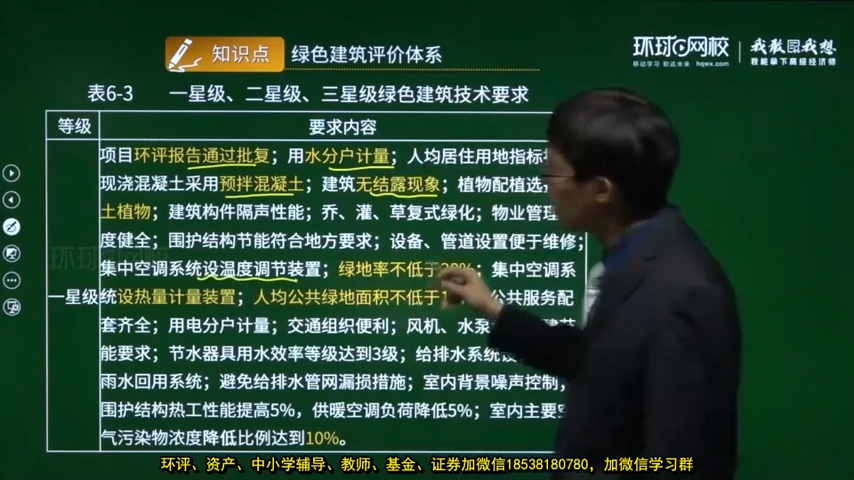 知识点 绿色建筑评价体系
环球网校 移动学习 职达未来 hqwx.com
我敢我想 我能拿下高级经济师
表6-3 一星级、二星级、三星级绿色建筑技术要求
等级 要求内容
项目环评报告通过批复；用水分户计量；人均居住用地指标
现浇混凝土采用预拌混凝土；建筑无结露现象；植物配植选
土植物；建筑构件隔声性能；乔、灌、草复式绿化；物业管理
度健全；围护结构节能符合地方要求；设备、管道设置便于维修；
集中空调系统设温度调节装置；绿地率不低于30%；集中空调系
一星级 统设热量计量装置；人均公共绿地面积不低于1 公共服务配
套齐全；用电分户计量；交通组织便利；风机、水泵 建节
能要求；节水器具用水效率等级达到3级；给排水系统设
雨水回用系统；避免给排水管网漏损措施；室内背景噪声控制，
围护结构热工性能提高5%，供暖空调负荷降低5%；室内主要空
气污染物浓度降低比例达到10%。
环球网校
环评、资产、中小学辅导、教师、基金、证券加微信18538180780，加微信学习群